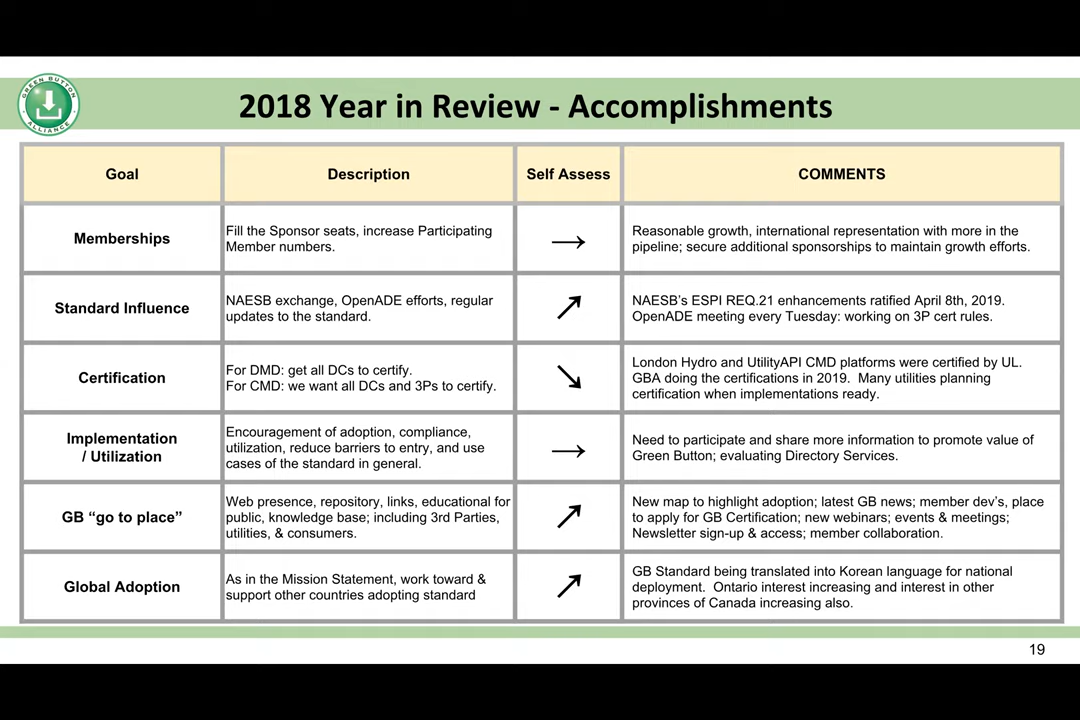 GREEN BUTTON
ALLIANCE
2018 Year in Review - Accomplishments
Goal
Description
Self Assess
COMMENTS
Memberships
Fill the Sponsor seats, increase Participating
Member numbers.
→
Reasonable growth, international representation with more in the
pipeline; secure additional sponsorships to maintain growth efforts.
Standard Influence
NAESB exchange, OpenADE efforts, regular
updates to the standard.
↗
NAESB’s ESPI REQ.21 enhancements ratified April 8th, 2019.
OpenADE meeting every Tuesday: working on 3P cert rules.
Certification
For DMD: get all DCs to certify.
For CMD: we want all DCs and 3Ps to certify.
↘
London Hydro and UtilityAPI CMD platforms were certified by UL.
GBA doing the certifications in 2019.  Many utilities planning
certification when implementations ready.
Implementation
/ Utilization
Encouragement of adoption, compliance,
utilization, reduce barriers to entry, and use
cases of the standard in general.
→
Need to participate and share more information to promote value of
Green Button; evaluating Directory Services.
GB “go to place”
Web presence, repository, links, educational for
public, knowledge base; including 3rd Parties,
utilities, & consumers.
↗
New map to highlight adoption; latest GB news; member dev’s, place
to apply for GB Certification; new webinars; events & meetings;
Newsletter sign-up & access; member collaboration.
Global Adoption
As in the Mission Statement, work toward &
support other countries adopting standard
↗
GB Standard being translated into Korean language for national
deployment.  Ontario interest increasing and interest in other
provinces of Canada increasing also.
19